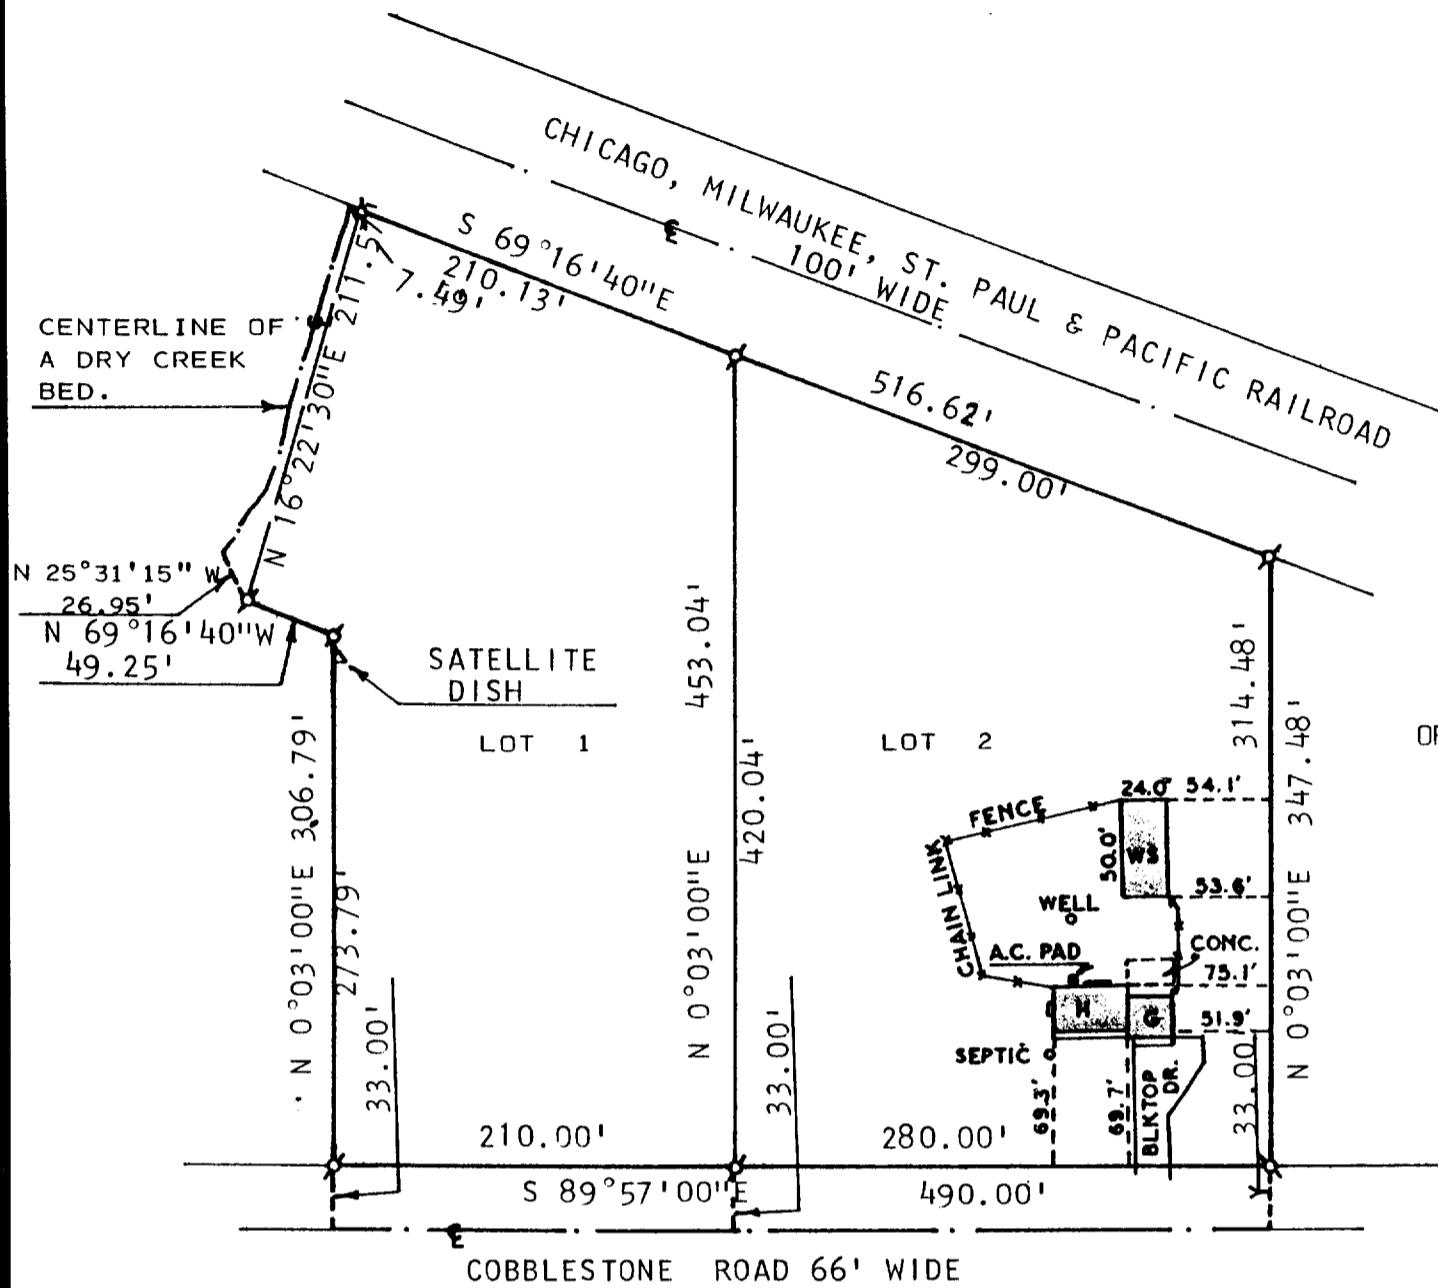 CHICAGO, MILWAUKEE, ST. PAUL & PACIFIC RAILROAD
100' WIDE
S 69°16'40"E
210.13'
7.49'
516.62'
299.00'
N 16°22'30"E 211.57'
CENTERLINE OF
A DRY CREEK
BED.
N 25°31'15" W
26.95'
N 69°16'40"W
49.25'
SATELLITE
DISH
LOT 1
LOT 2
N 0°03'00"E 306.79'
273.79'
33.00'
N 0°03'00"E 453.04'
420.04'
33.00'
314.48'
N 0°03'00"E 347.48'
33.00'
FENCE
CHAIN LINK
24.0'
54.1'
50.0'
WS
53.6'
WELL
A.C. PAD
CONC.
75.1'
H
G
51.9'
SEPTIC
69.3'
69.7'
BLKTOP
DR.
210.00'
280.00'
S 89°57'00"E
490.00'
COBBLESTONE ROAD 66' WIDE